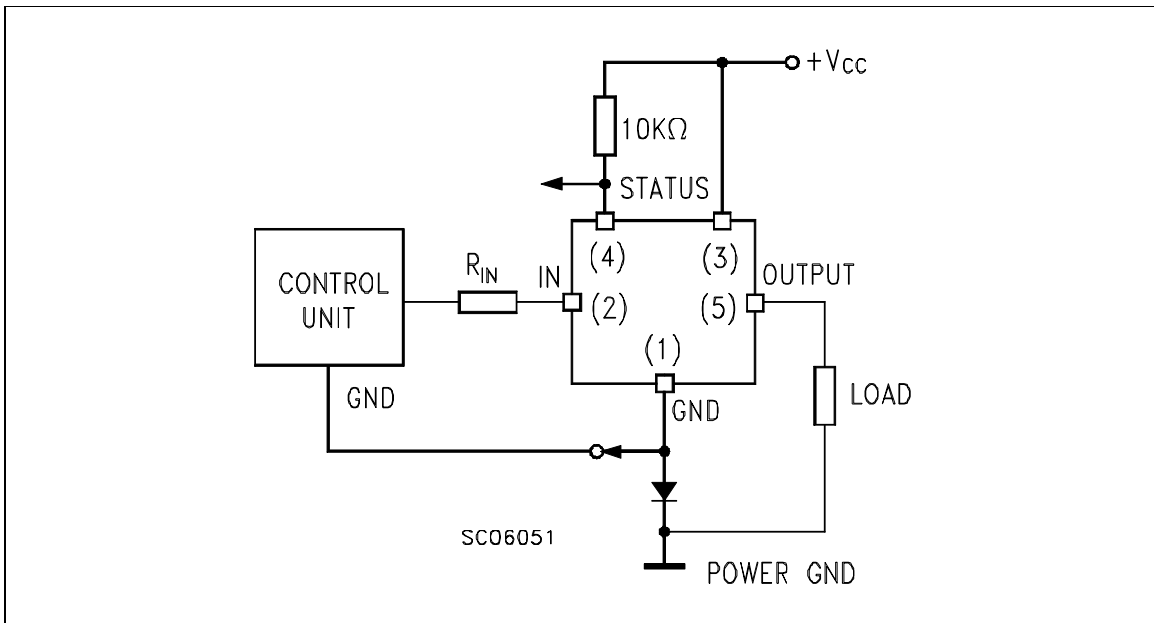 +VCC
10KΩ
STATUS
(4)
(3)
CONTROL
UNIT
RIN
IN
(2)
(5)
OUTPUT
(1)
GND
GND
LOAD
SC06051
POWER GND